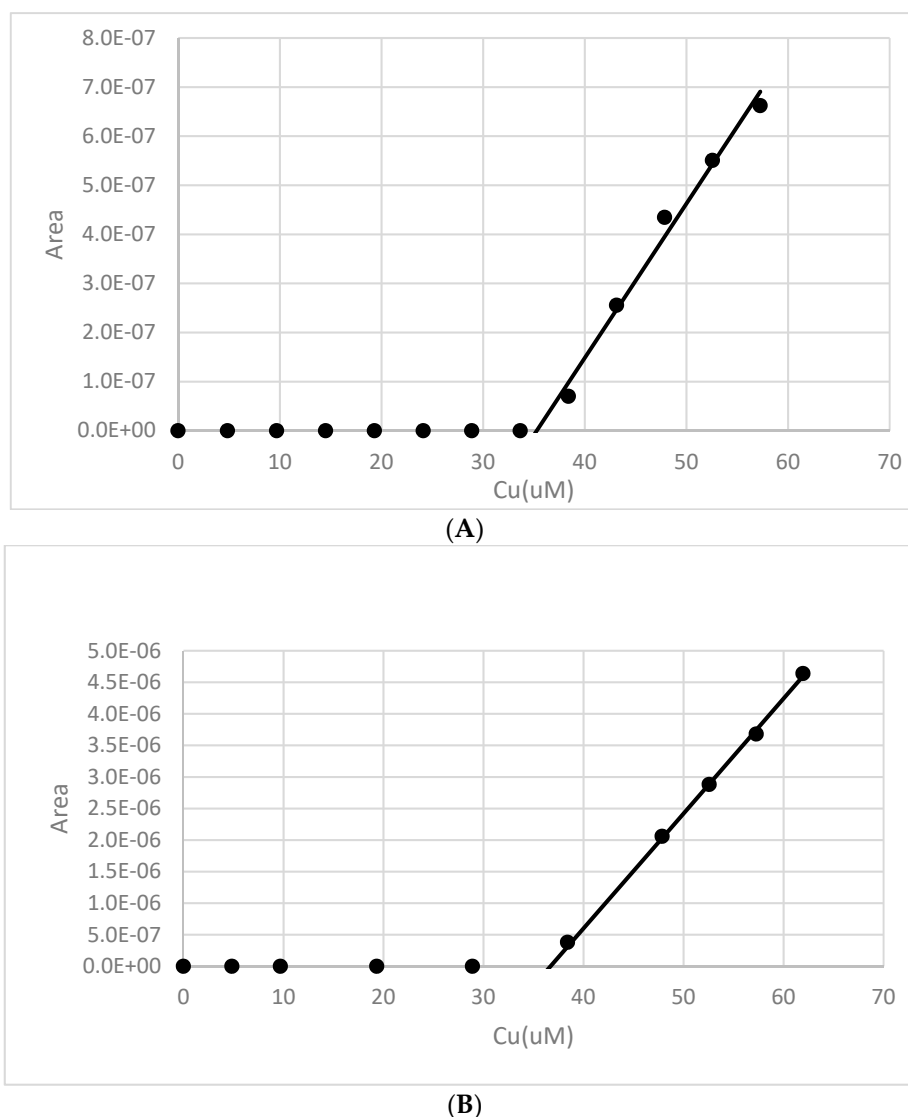 8.0E-07
7.0E-07
6.0E-07
5.0E-07
4.0E-07
3.0E-07
2.0E-07
1.0E-07
0.0E+00
Area
0 10 20 30 40 50 60 70
Cu(uM)
(A)
5.0E-06
4.5E-06
4.0E-06
3.5E-06
3.0E-06
2.5E-06
2.0E-06
1.5E-06
1.0E-06
5.0E-07
0.0E+00
Area
0 10 20 30 40 50 60 70
Cu(uM)
(B)